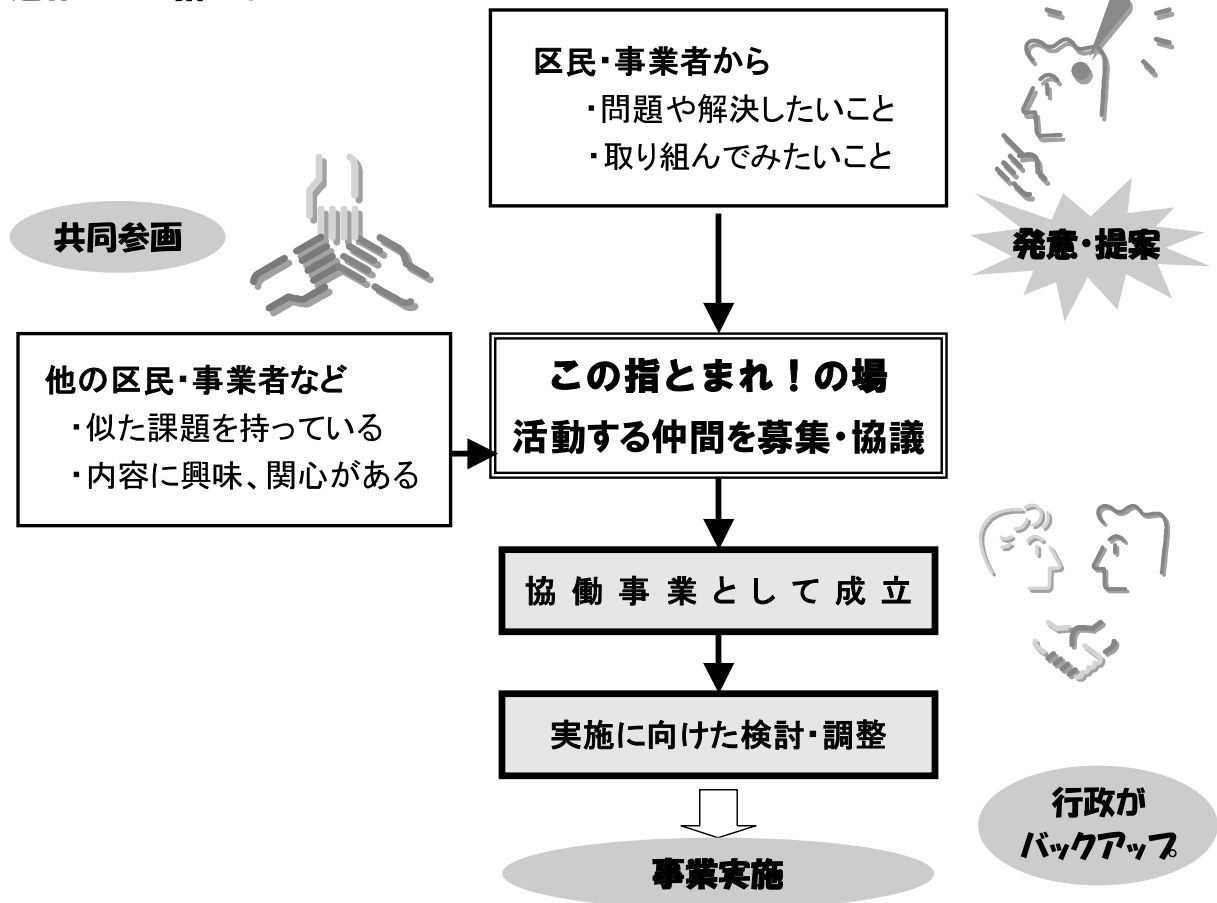 区民・事業者から
・問題や解決したいこと
・取り組んでみたいこと
発意・提案
共同参画
他の区民・事業者など
・似た課題を持っている
・内容に興味、関心がある
この指とまれ！の場
活動する仲間を募集・協議
協働事業として成立
実施に向けた検討・調整
行政が
バックアップ
事業実施